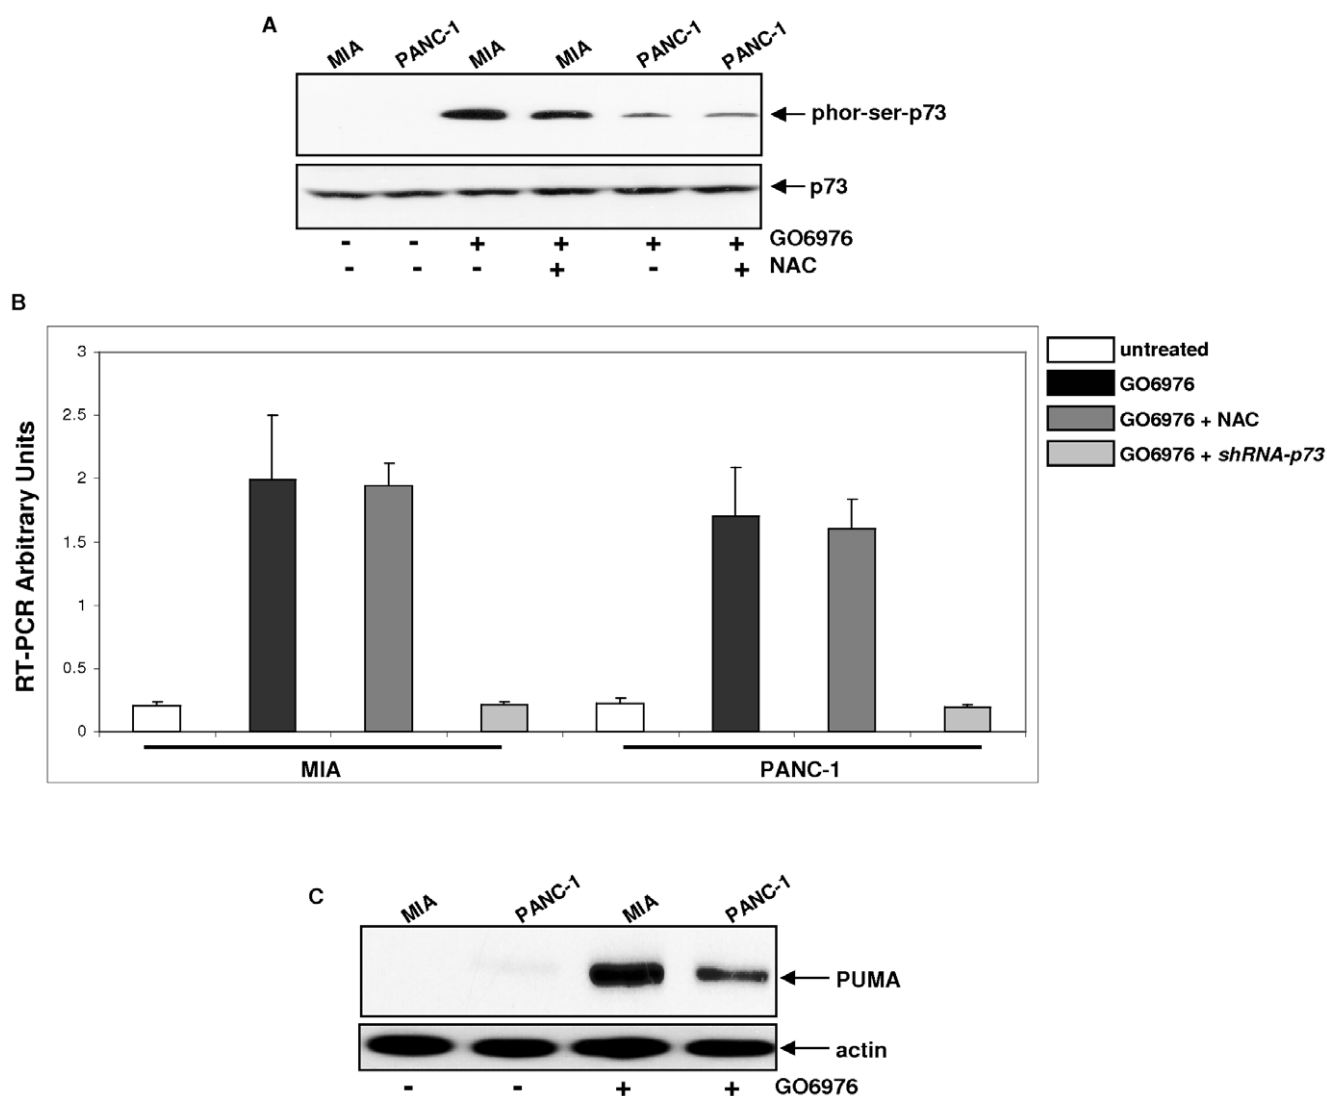 A
MIA PANC-1 MIA MIA PANC-1 PANC-1
phor-ser-p73
p73
- - + + + + GO6976
- - - + - + NAC
B
untreated
GO6976
GO6976 + NAC
GO6976 + shRNA-p73
RT-PCR Arbitrary Units
3
2.5
2
1.5
1
0.5
0
MIA PANC-1
C
MIA PANC-1 MIA PANC-1
PUMA
actin
- - + + GO6976